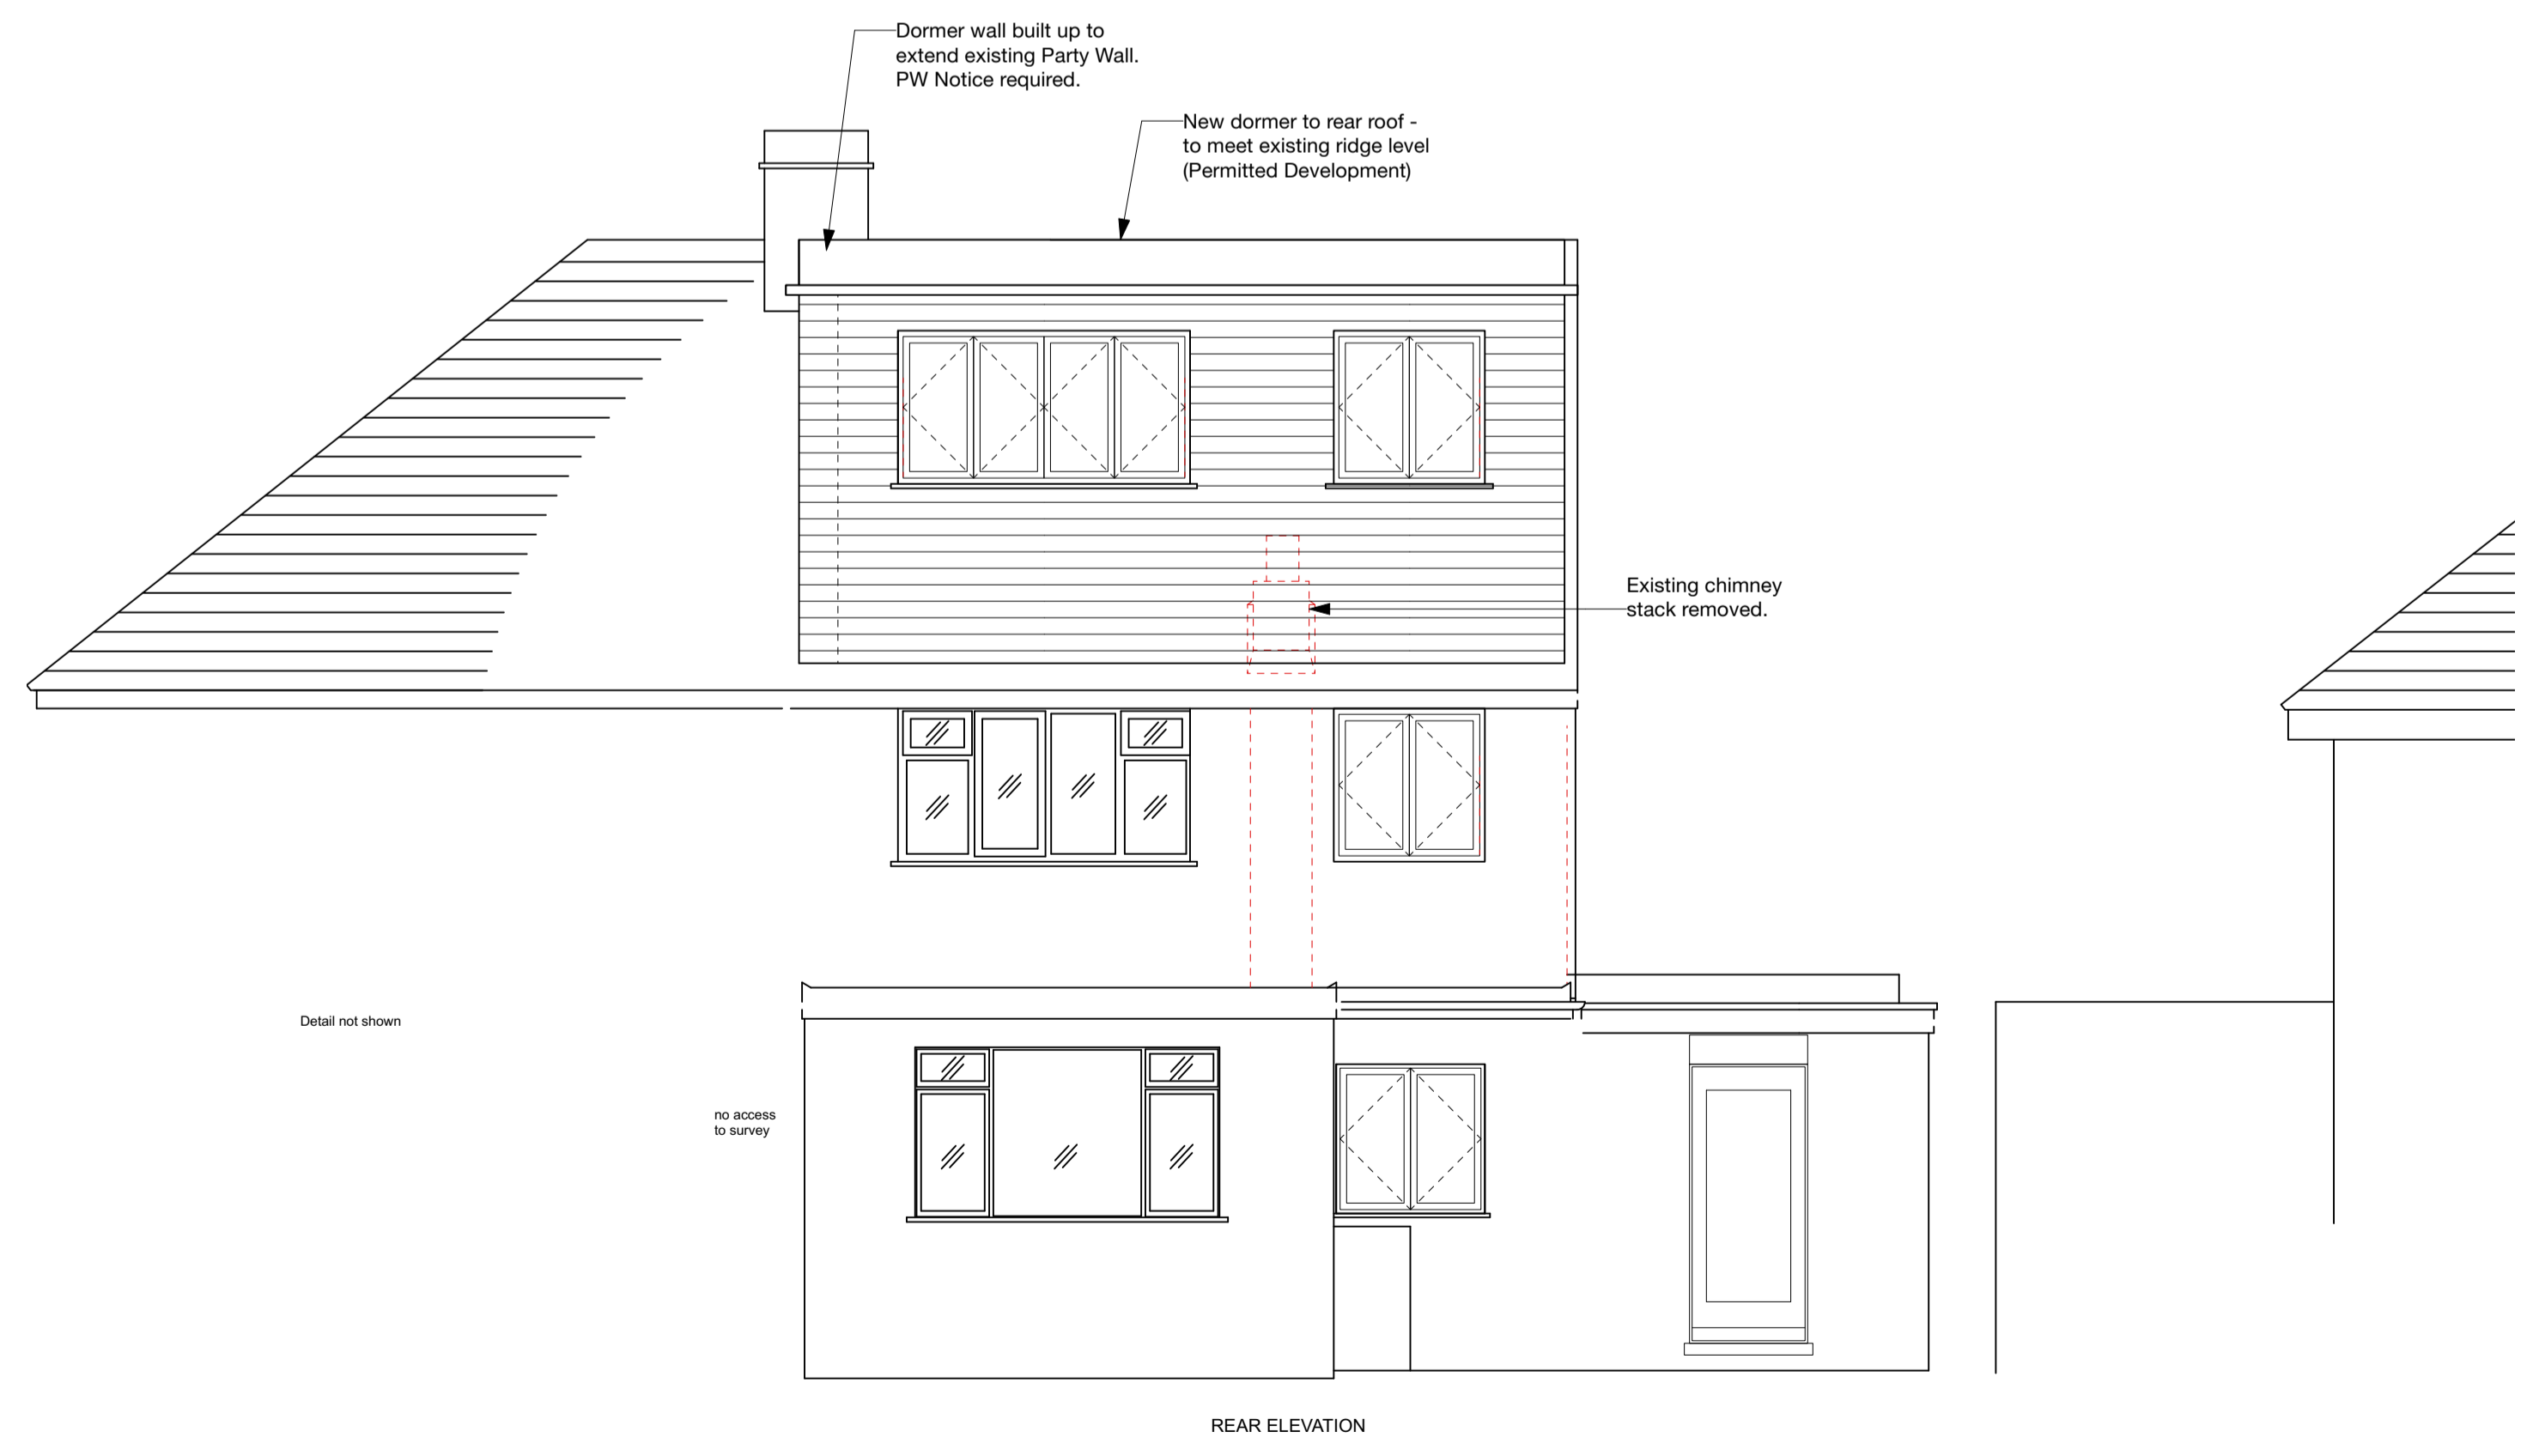 Dormer wall built up to
extend existing Party Wall.
PW Notice required.
New dormer to rear roof -
to meet existing ridge level
(Permitted Development)
Existing chimney
stack removed.
Detail not shown
no access
to survey
REAR ELEVATION